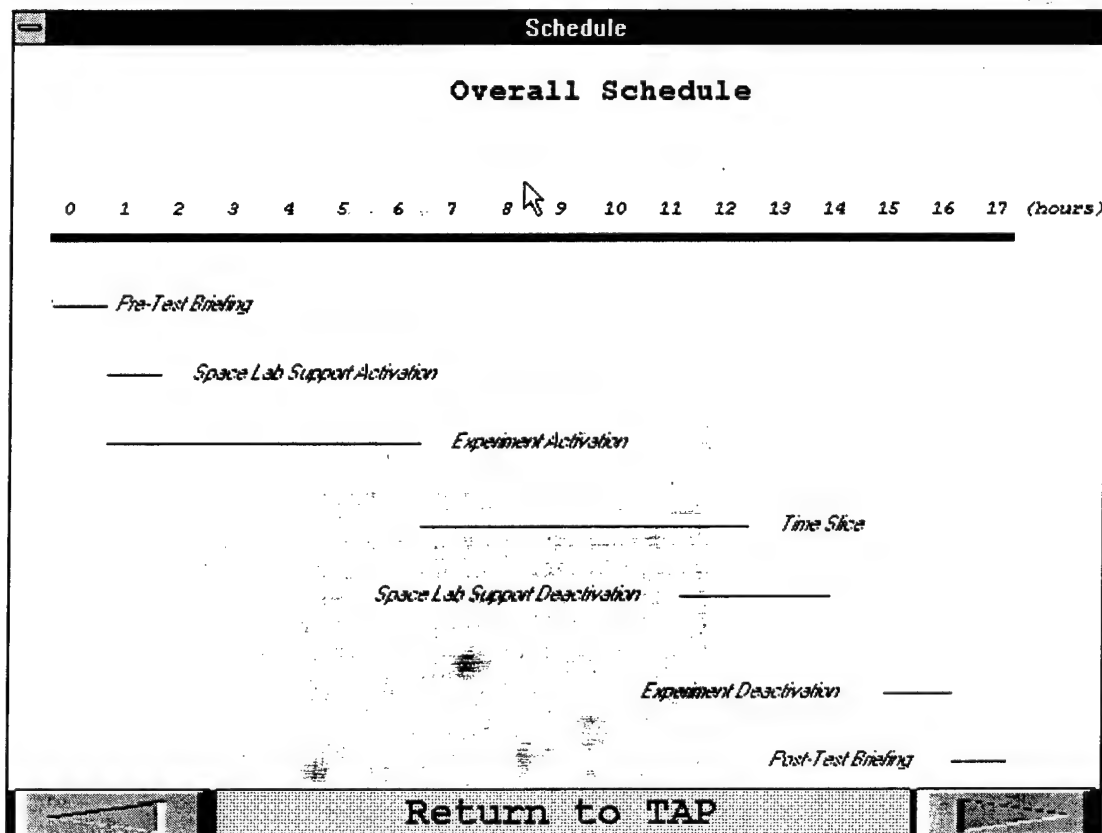 Schedule
Overall Schedule
0 1 2 3 4 5 6 7 8 9 10 11 12 13 14 15 16 17 (hours)
Pre-Test Briefing
Space Lab Support Activation
Experiment Activation
Time Slice
Space Lab Support Deactivation
Experiment Deactivation
Post-Test Briefing
Return to TAP